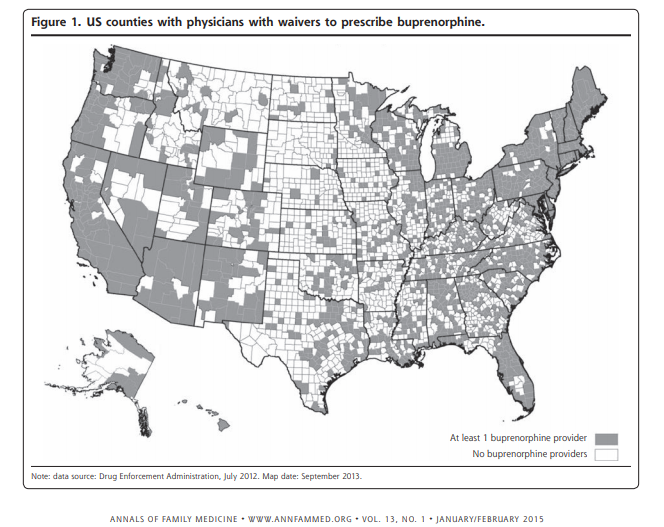 Figure 1. US counties with physicians with waivers to prescribe buprenorphine.
At least 1 buprenorphine provider
No buprenorphine providers
Note: data source: Drug Enforcement Administration, July 2012. Map date: September 2013.
ANNALS OF FAMILY MEDICINE • WWW.ANNFAMMED.ORG • VOL. 13, NO. 1 • JANUARY/FEBRUARY 2015